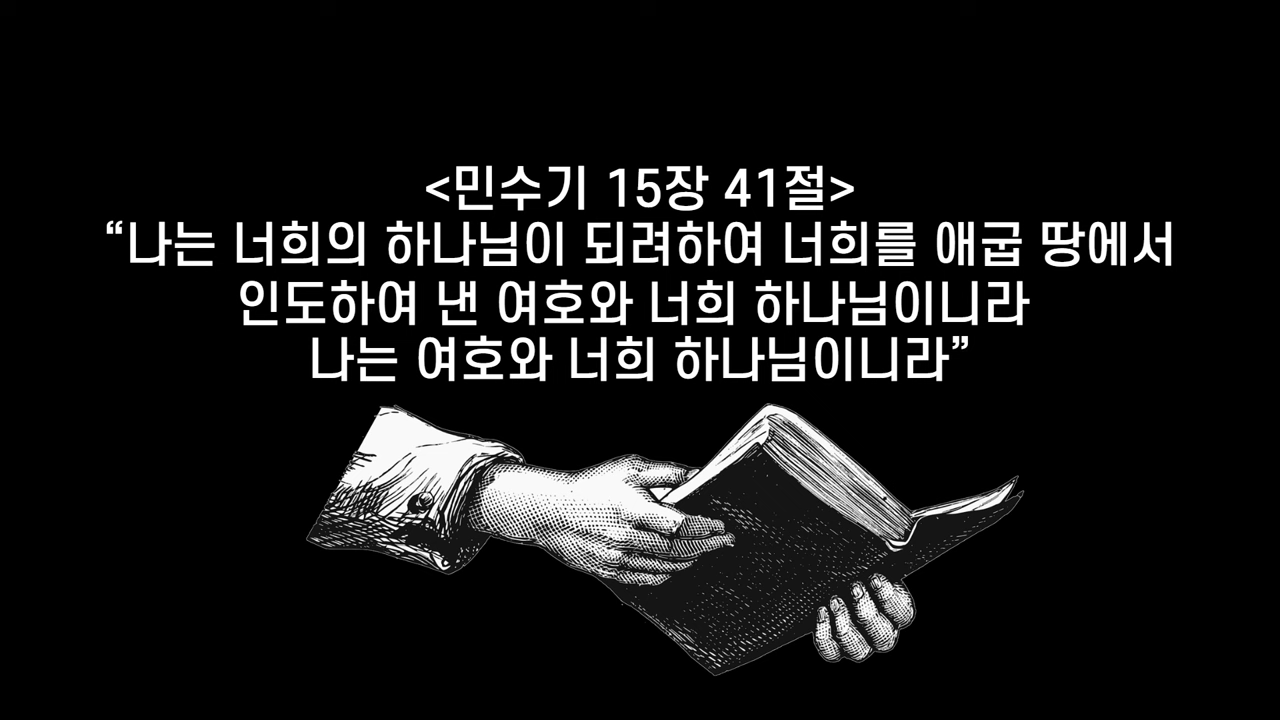 <민수기 15장 41절>
“나는 너희의 하나님이 되려하여 너희를 애굽 땅에서
인도하여 낸 여호와 너희 하나님이니라
나는 여호와 너희 하나님이니라”